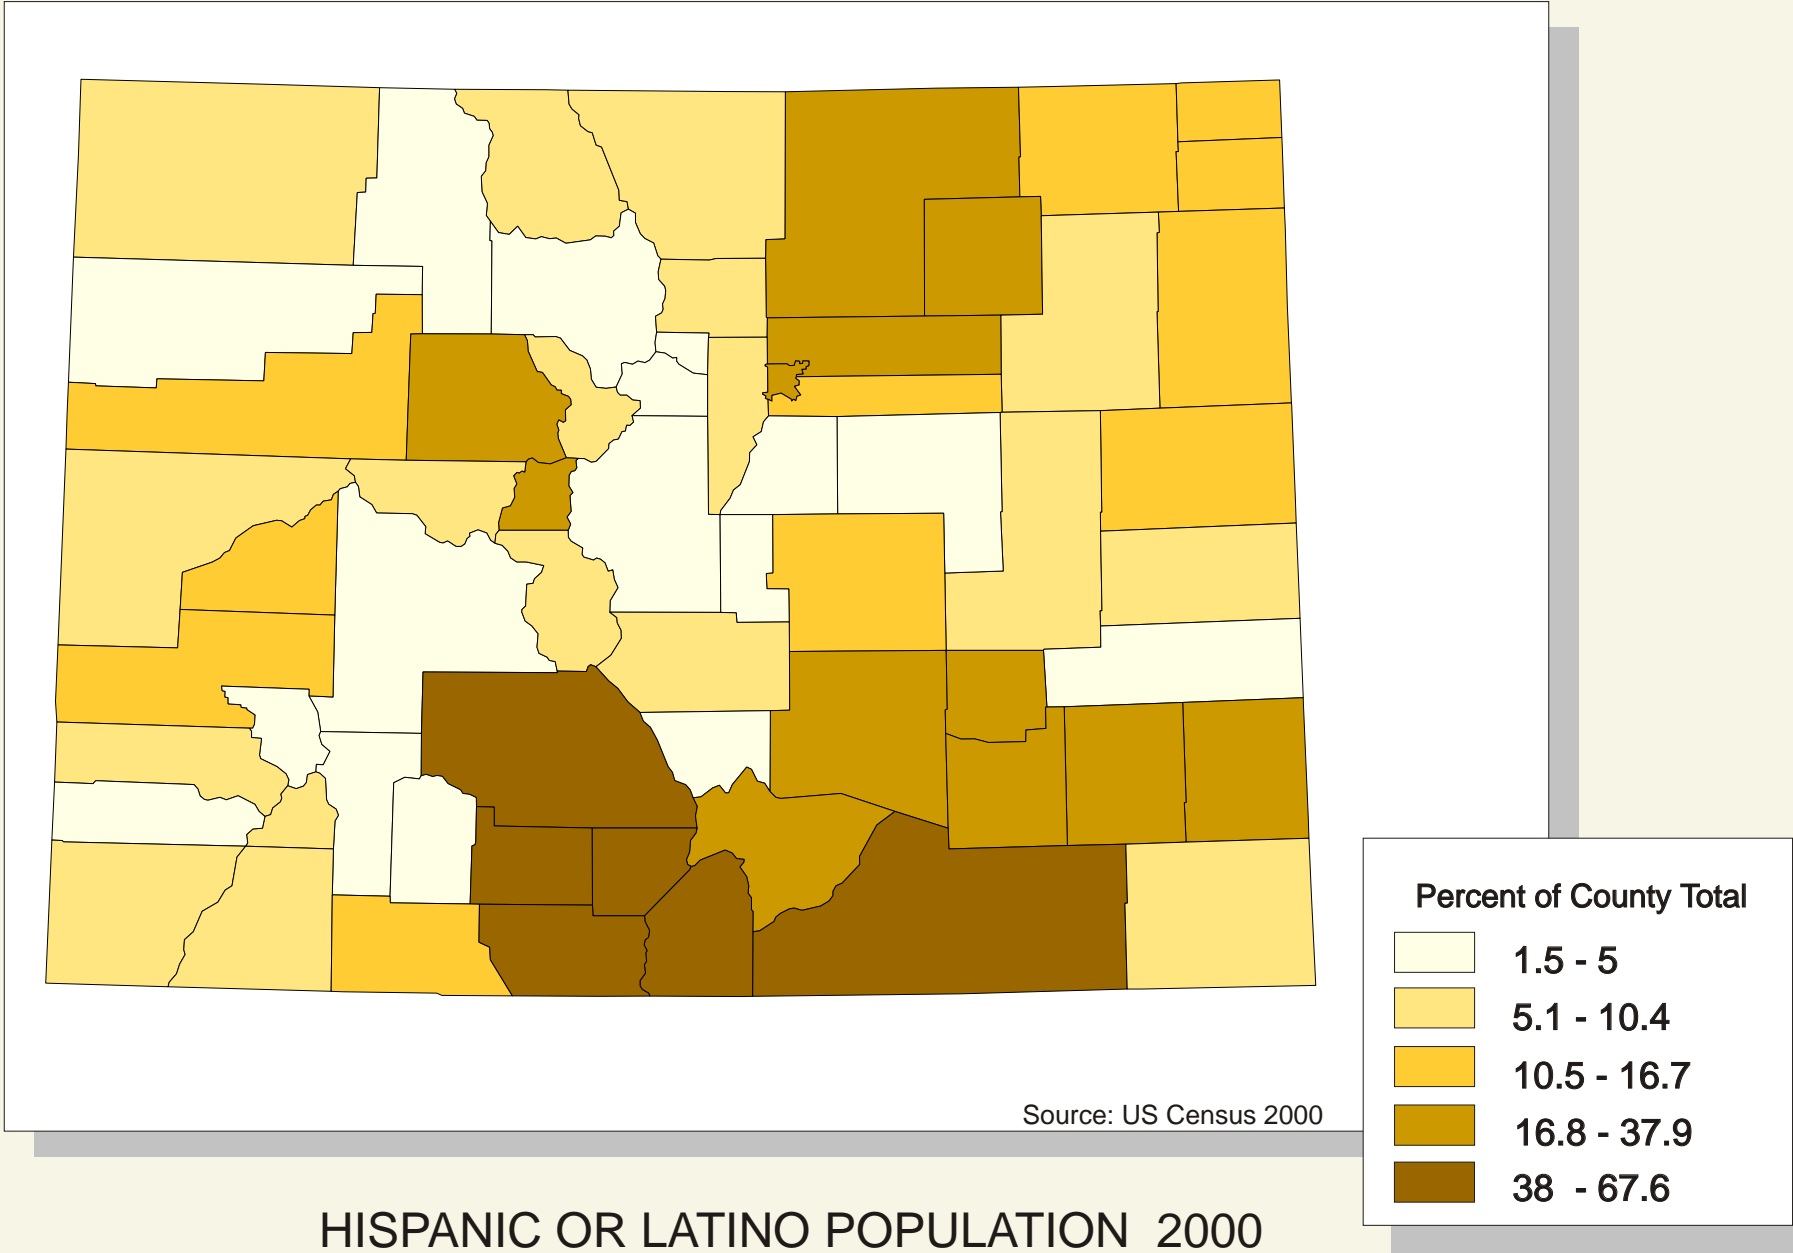 Percent of County Total
1.5 - 5
5.1 - 10.4
10.5 - 16.7
16.8 - 37.9
38 - 67.6
Source: US Census 2000
HISPANIC OR LATINO POPULATION 2000